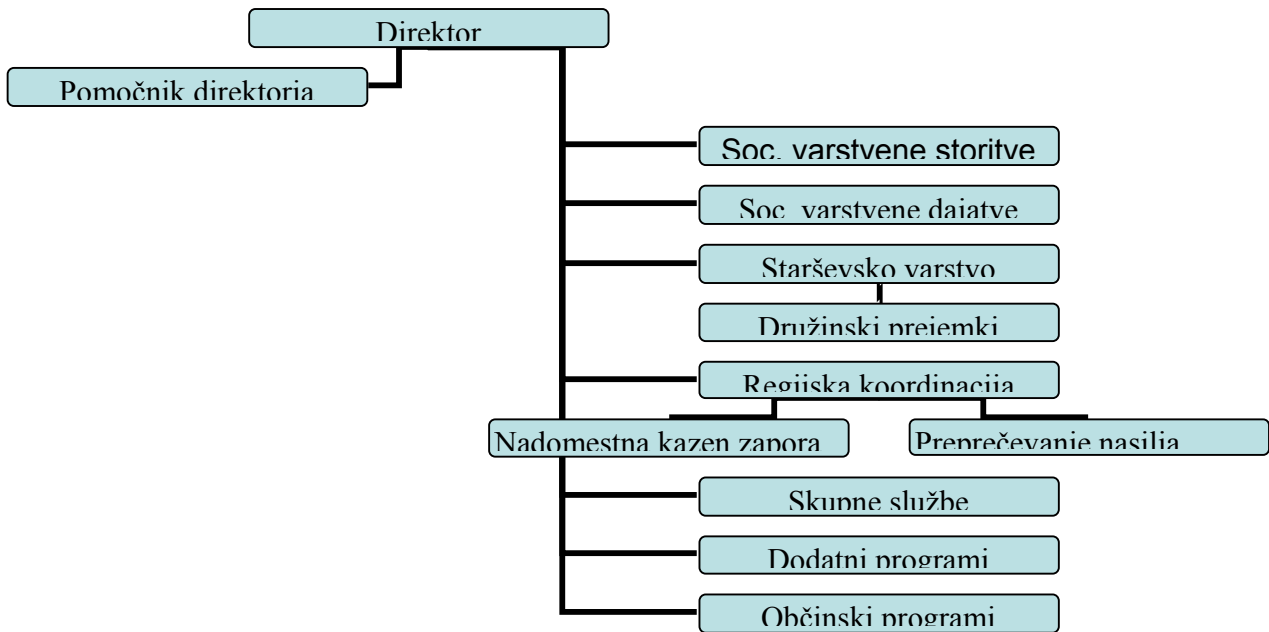 Direktor
Pomočnik direktorja
Soc. varstvene storitve
Soc. varstvene dajatve
Starševsko varstvo
Družinski prejemki
Regijska koordinacija
Nadomestna kazen zapora
Preprečevanje nasilja
Skupne službe
Dodatni programi
Občinski programi